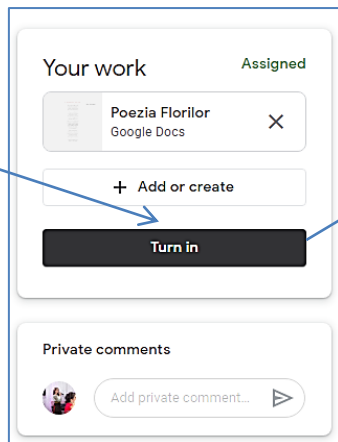 Your work
Assigned
Poezia Florilor
Google Docs
+ Add or create
Turn in
Private comments
Add private comment...